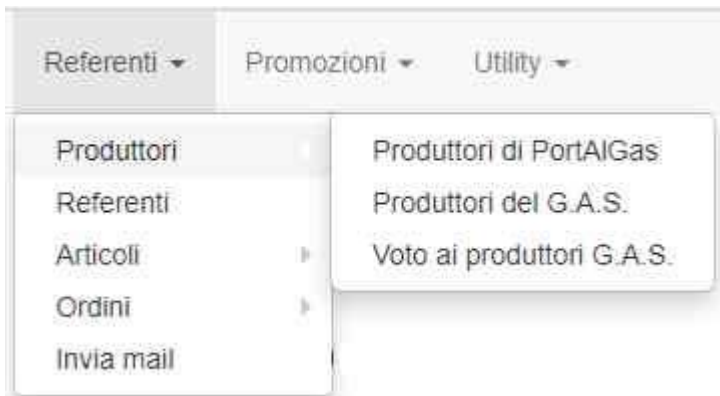 Referenti Promozioni Utility
Produttori
Referenti
Articoli
Ordini
Invia mail
Produttori di PortAlGas
Produttori del G.A.S.
Voto ai produttori G.A.S.